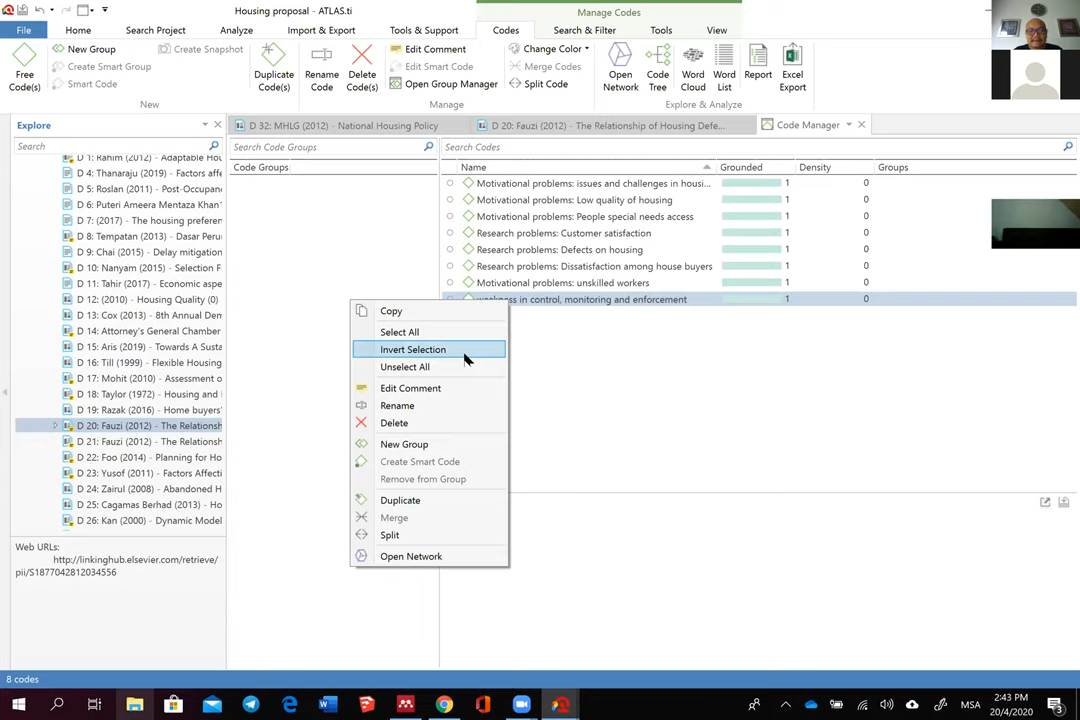 Housing proposal - ATLAS.ti
Manage Codes
File
Home
Search Project
Analyze
Import & Export
Tools & Support
Codes
Search & Filter
Tools
View
Free Code(s)
New Group
Create Smart Group
Smart Code
Create Snapshot
Duplicate Code(s)
Rename Code
Delete Code(s)
Edit Comment
Edit Smart Code
Open Group Manager
Change Color
Merge Codes
Split Code
Open Network
Code Tree
Word Cloud
Word List
Report
Excel Export
New
Manage
Explore & Analyze
Explore
D 32: MHLG (2012) - National Housing Policy
D 20: Fauzi (2012) - The Relationship of Housing Defe...
Code Manager
Search
Search Code Groups
Search Codes
Code Groups
Name
Grounded
Density
Groups
D 1: Rahim (2012) - Adaptable Hou
D 4: Thanaraju (2019) - Factors affe
D 5: Roslan (2011) - Post-Occupan
D 6: Puteri Ameera Mentaza Khan'
D 7: (2017) - The housing preferen
D 8: Tempatan (2013) - Dasar Peru
D 9: Chai (2015) - Delay mitigation
D 10: Nanyam (2015) - Selection F
D 11: Tahir (2017) - Economic aspe
D 12: (2010) - Housing Quality (0)
D 13: Cox (2013) - 8th Annual Dem
D 14: Attorney's General Chamber
D 15: Aris (2019) - Towards A Susta
D 16: Till (1999) - Flexible Housing
D 17: Mohit (2010) - Assessment o
D 18: Taylor (1972) - Housing and
D 19: Razak (2016) - Home buyers'
D 20: Fauzi (2012) - The Relationsh
D 21: Fauzi (2012) - The Relationsh
D 22: Foo (2014) - Planning for Ho
D 23: Yusof (2011) - Factors Affecti
D 24: Zairul (2008) - Abandoned H
D 25: Cagamas Berhad (2013) - Ho
D 26: Kan (2000) - Dynamic Model
Motivational problems: issues and challenges in housi... 1 0
Motivational problems: Low quality of housing 1 0
Motivational problems: People special needs access 1 0
Research problems: Customer satisfaction 1 0
Research problems: Defects on housing 1 0
Research problems: Dissatisfaction among house buyers 1 0
Motivational problems: unskilled workers 1 0
weakness in control, monitoring and enforcement 1 0
Copy
Select All
Invert Selection
Unselect All
Edit Comment
Rename
Delete
New Group
Create Smart Code
Remove from Group
Duplicate
Merge
Split
Open Network
Web URLs:
http://linkinghub.elsevier.com/retrieve/
pii/S1877042812034556
8 codes
MSA
2:43 PM
20/4/2020
3